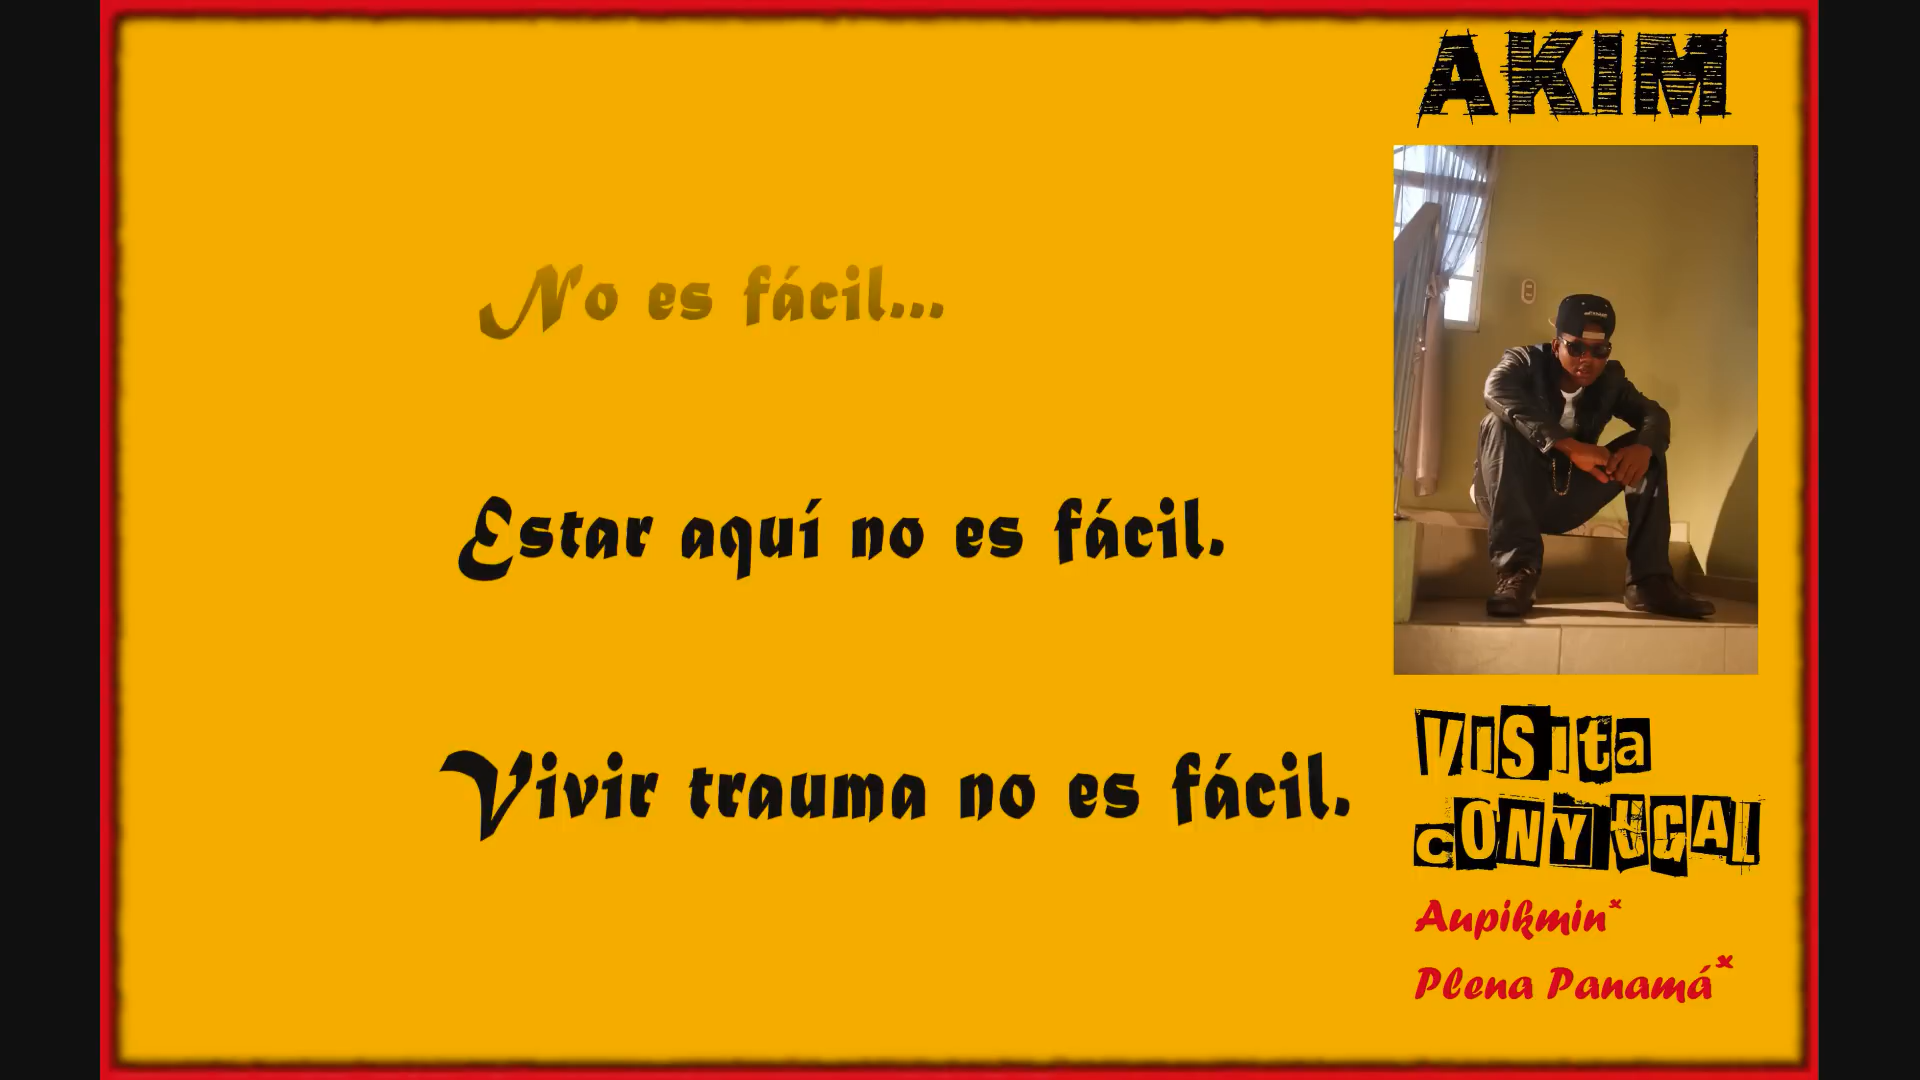 No es fácil...
Estar aquí no es fácil.
Vivir trauma no es fácil.
AKIM
Visita
CONYUGAL
Aupikmin*
Plena Panamá*